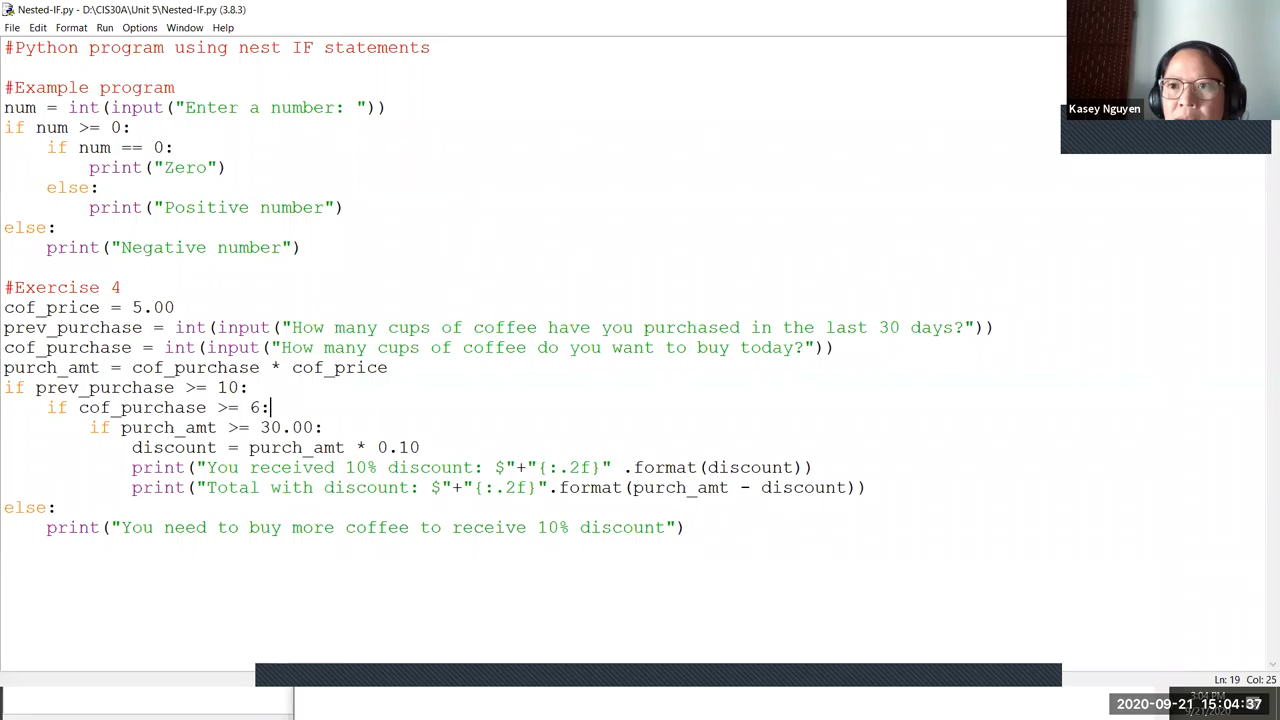 Nested-IF.py - D:\CIS30A\Unit 5\Nested-IF.py (3.8.3)
File Edit Format Run Options Window Help
#Python program using nest IF statements
#Example program
num = int(input("Enter a number: "))
if num >= 0:
    if num == 0:
        print("Zero")
    else:
        print("Positive number")
else:
    print("Negative number")
#Exercise 4
cof_price = 5.00
prev_purchase = int(input("How many cups of coffee have you purchased in the last 30 days?"))
cof_purchase = int(input("How many cups of coffee do you want to buy today?"))
purch_amt = cof_purchase * cof_price
if prev_purchase >= 10:
    if cof_purchase >= 6:
        if purch_amt >= 30.00:
            discount = purch_amt * 0.10
            print("You received 10% discount: $"+"{:.2f}" .format(discount))
            print("Total with discount: $"+"{:.2f}".format(purch_amt - discount))
else:
    print("You need to buy more coffee to receive 10% discount")
Kasey Nguyen
Ln: 19 Col: 25
3:04 PM
2020-09-21 15:04:37
9/21/2020